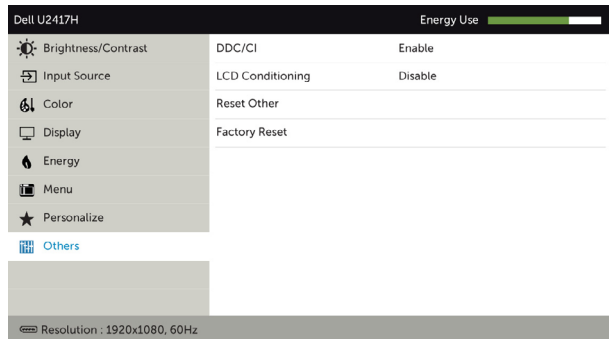 Dell U2417H Energy Use
Brightness/Contrast DDC/CI Enable
Input Source LCD Conditioning Disable
Color Reset Other
Display Factory Reset
Energy
Menu
Personalize
Others
Resolution : 1920x1080, 60Hz